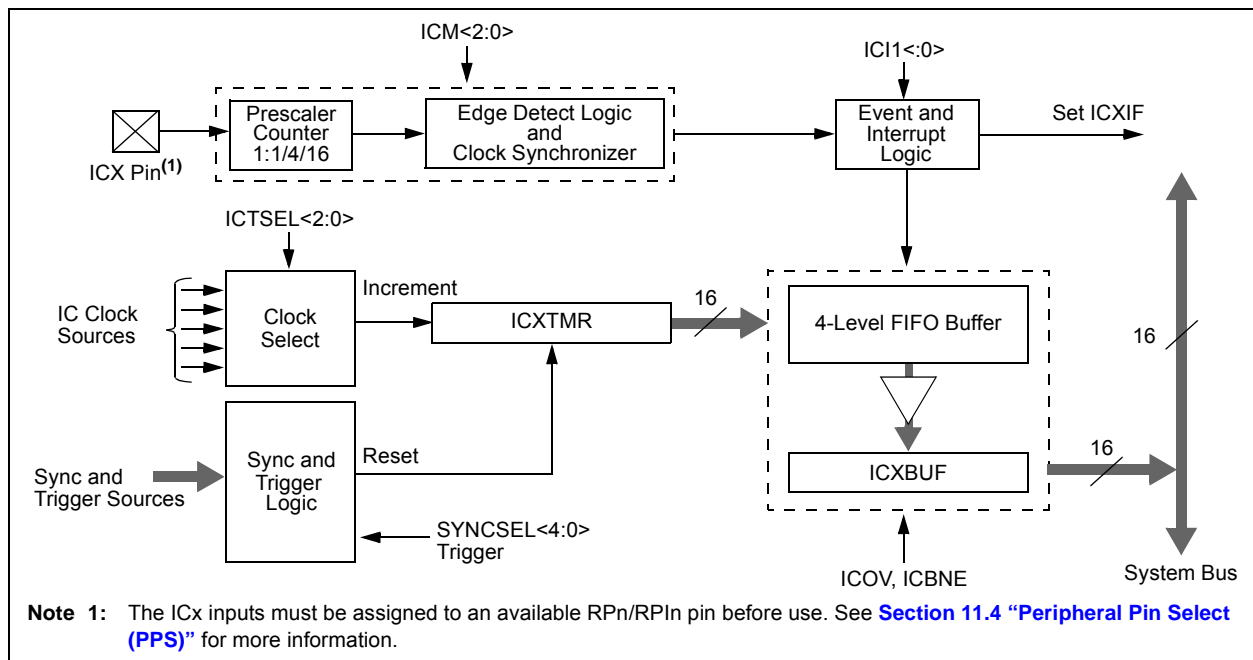 ICM<2:0>
ICI1<:0>
Prescaler
Counter
1:1/4/16
Edge Detect Logic
and
Clock Synchronizer
Event and
Interrupt
Logic
Set ICXIF
ICX Pin(1)
ICTSEL<2:0>
IC Clock
Sources
Clock
Select
Increment
ICXTMR
16
4-Level FIFO Buffer
16
Sync and
Trigger Sources
Sync and
Trigger
Logic
Reset
ICXBUF
16
SYNCSEL<4:0>
Trigger
ICOV, ICBNE
System Bus
Note 1: The ICx inputs must be assigned to an available RPn/RPIn pin before use. See Section 11.4 “Peripheral Pin Select
(PPS)” for more information.